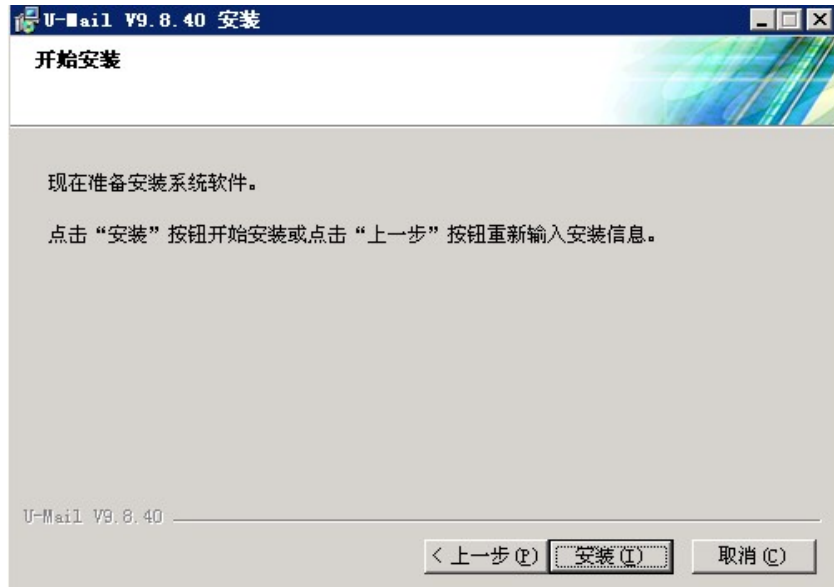 U-Mail V9.8.40 安装
开始安装
现在准备安装系统软件。
点击“安装”按钮开始安装或点击“上一步”按钮重新输入安装信息。
U-Mail V9.8.40
< 上一步(P) 安装(I) 取消(C)